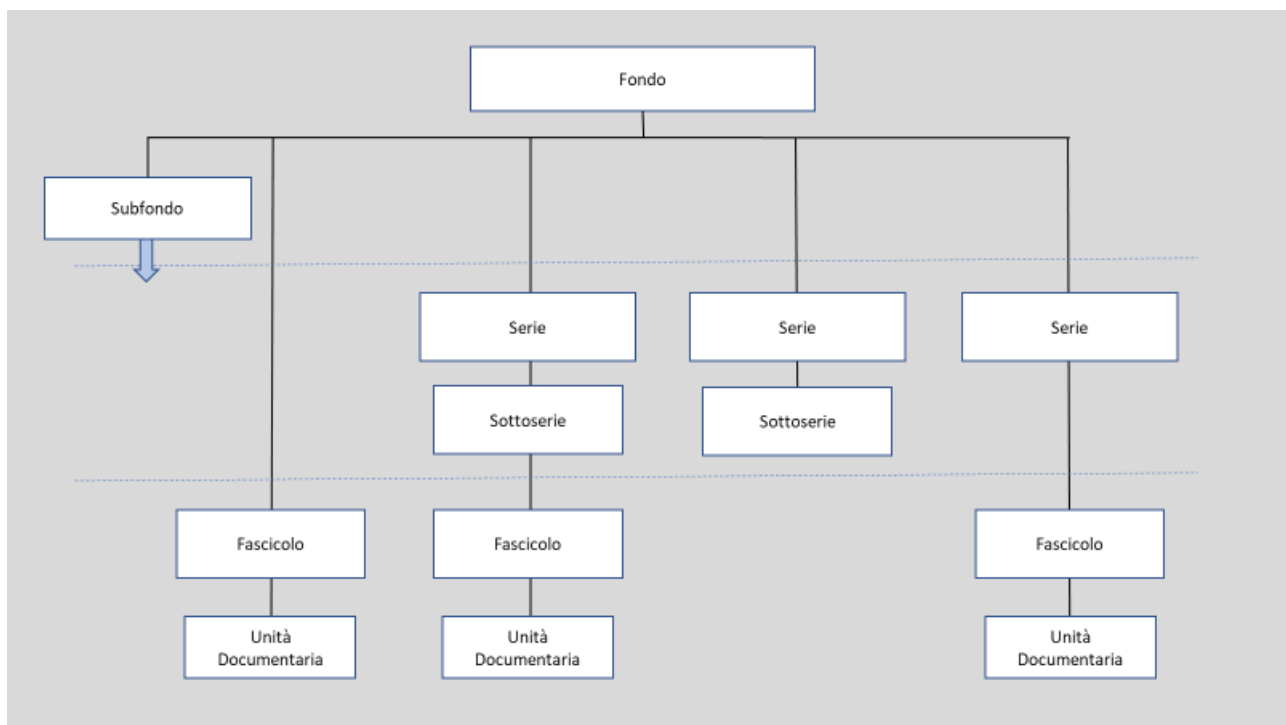 Fondo
Subfondo
Serie
Serie
Serie
Sottoserie
Sottoserie
Fascicolo
Fascicolo
Fascicolo
Unità
Documentaria
Unità
Documentaria
Unità
Documentaria